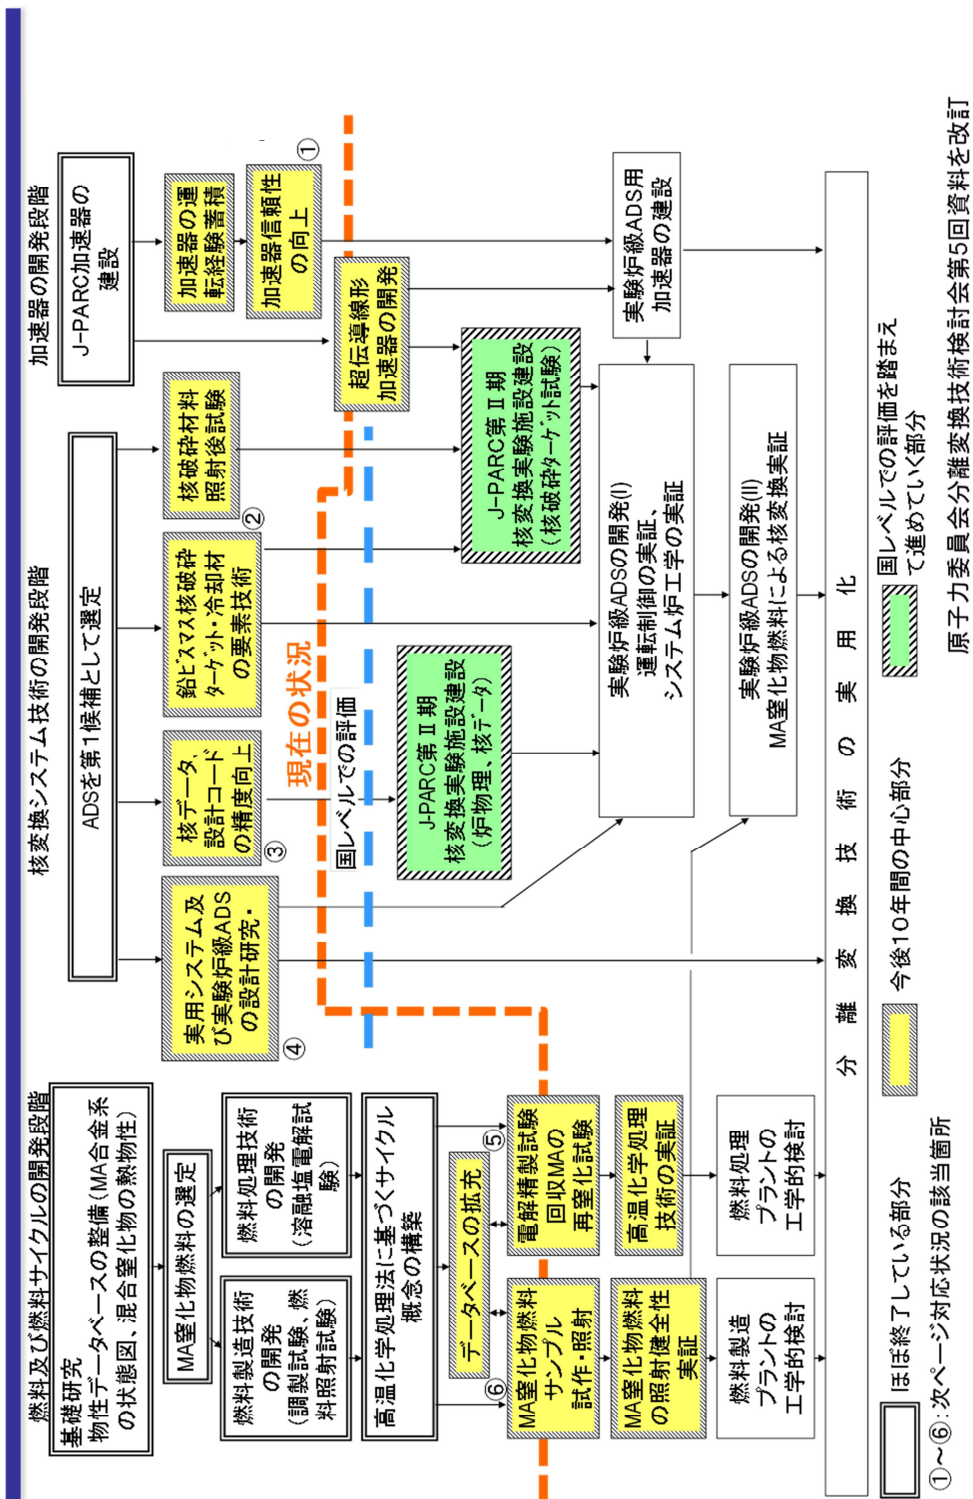 燃料及び燃料サイクルの開発段階
基礎研究
物性データベースの整備(MA合金系
の状態図、混合窒化物の熱物性)
MA窒化物燃料の選定
燃料製造技術
の開発
(調製試験、燃
料照射試験)
燃料処理技術
の開発
(溶融塩電解試
験)
高温化学処理法に基づくサイクル
概念の構築
データベースの拡充
⑥
⑤
MA窒化物燃料
サンプル
試作・照射
電解精製試験
回収MAの
再窒化試験
MA窒化物燃料
の照射健全性
実証
高温化学処理
技術の実証
燃料製造
プラントの
工学的検討
燃料処理
プラントの
工学的検討
核変換システム技術の開発段階
ADSを第1候補として選定
実用システム及
び実験炉級ADS
の設計研究・
④
核データ、
設計コード
の精度向上
③
鉛ビスマス核破砕
ターゲット・冷却材
の要素技術
②
核破砕材料
照射後試験
現在の状況
国レベルでの評価
J-PARC第Ⅱ期
核変換実験施設建設
(炉物理、核データ)
J-PARC第Ⅱ期
核変換実験施設建設
(核破砕ターゲット試験)
実験炉級ADSの開発(I)
運転制御の実証、
システム炉工学の実証
実験炉級ADSの開発(II)
MA窒化物燃料による核変換実証
加速器の開発段階
J-PARC加速器の
建設
加速器の運
転経験蓄積
加速器信頼性
の向上
①
超伝導線形
加速器の開発
実験炉級ADS用
加速器の建設
分離変換技術の実用化
ほぼ終了している部分
今後10年間の中心部分
国レベルでの評価を踏まえ
て進めていく部分
①~⑥:次ページ対応状況の該当箇所
原子力委員会分離変換技術検討会第5回資料を改訂